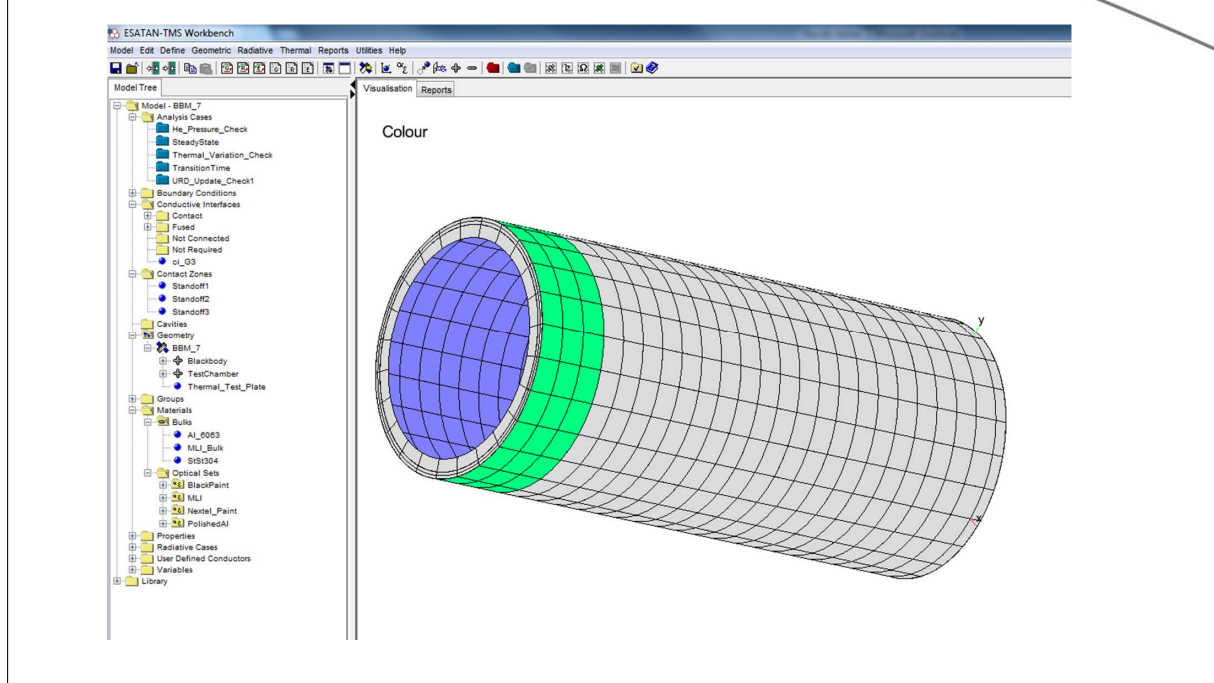 ESATAN-TMS Workbench
Model Edit Define Geometric Radiative Thermal Reports Utilities Help
Model Tree
Visualisation Reports
Model - BBM_7
Analysis Cases
He_Pressure_Check
SteadyState
Thermal_Variation_Check
TransitionTime
URD_Update_Check1
Boundary Conditions
Conductive Interfaces
Contact
Fused
Not Connected
Not Required
ci_G3
Contact Zones
Standoff1
Standoff2
Standoff3
Cavities
Geometry
BBM_7
Blackbody
TestChamber
Thermal_Test_Plate
Groups
Materials
Bulks
Al_6063
MLI_Bulk
StSt304
Optical Sets
BlackPaint
MLI
Nextel_Paint
PolishedAl
Properties
Radiative Cases
User Defined Conductors
Variables
Library
Colour
y
x